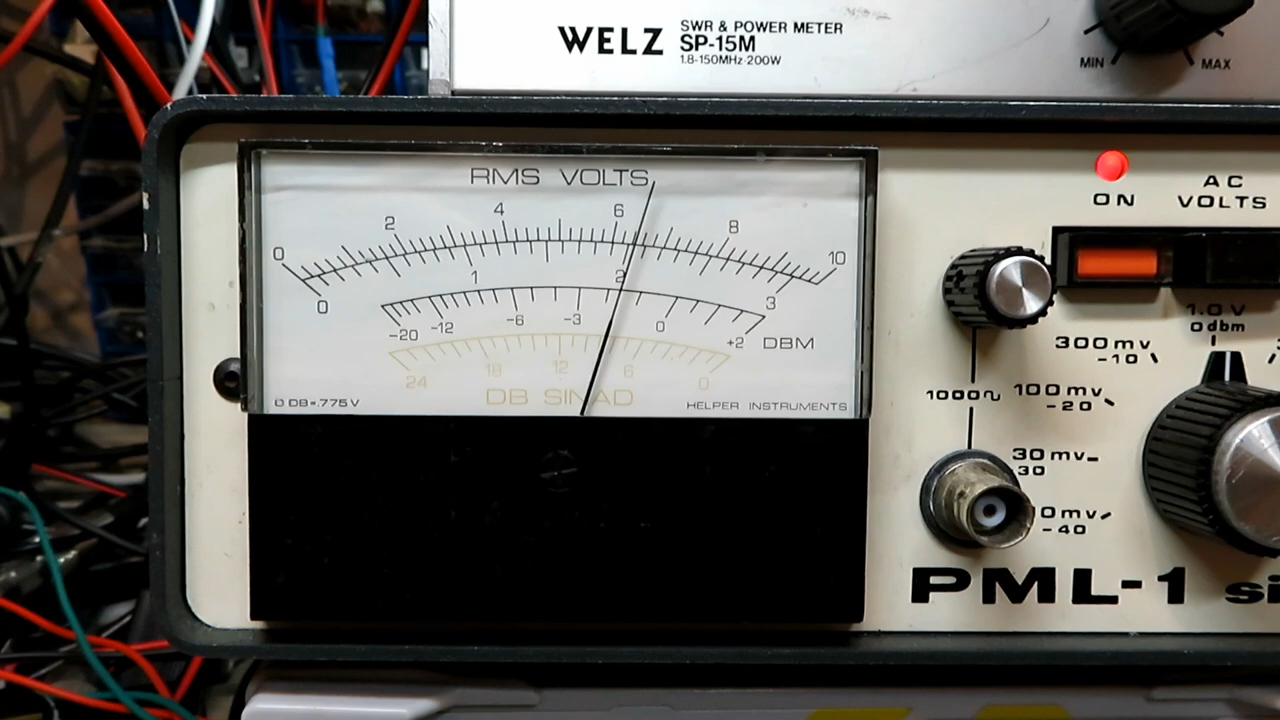 WELZ
SWR & POWER METER
SP-15M
1.8-150MHz·200W
MIN
MAX
RMS VOLTS
0 2 4 6 8 10
0 1 2 3
-20 -12 -6 -3 0 +2 DBM
24 18 12 6 0
DB SINAD
0 DB=.775V
HELPER INSTRUMENTS
ON
AC
VOLTS
1.0 V
0dbm
300mv
-10
1000~
100mv
-20
30mv
30
0mv
-40
PML-1 si